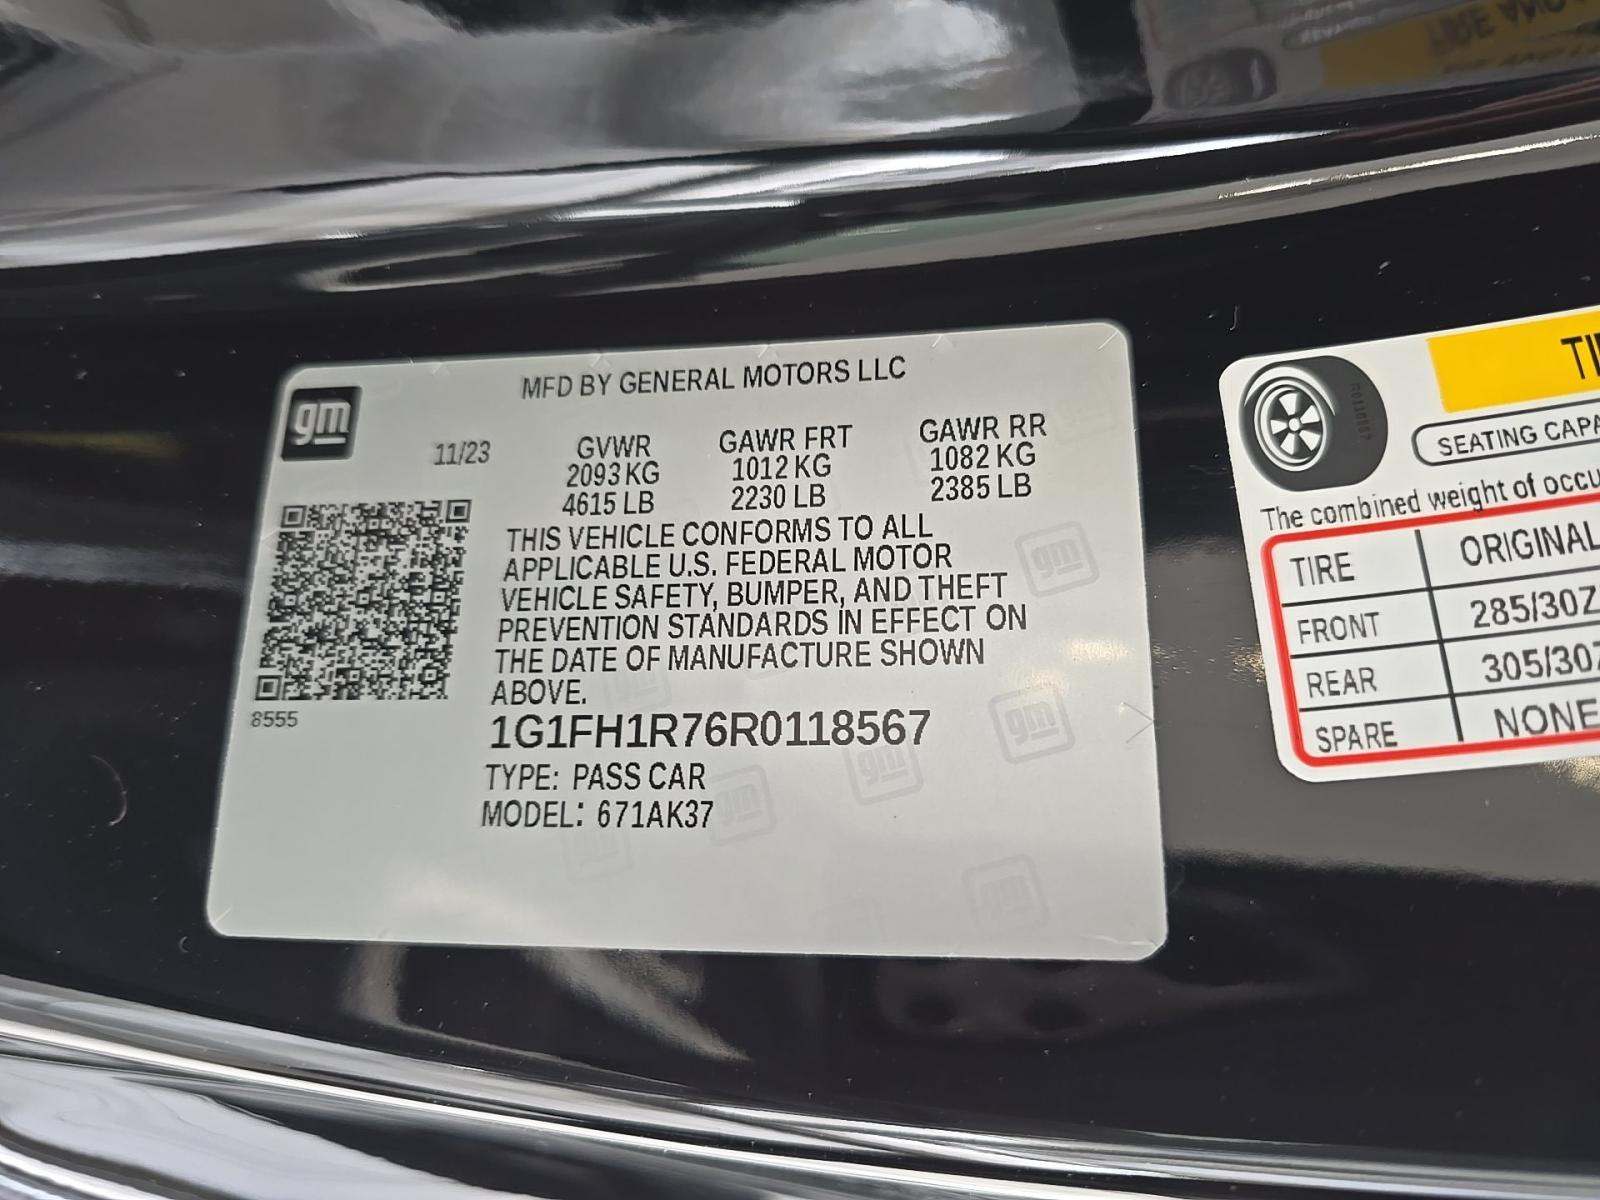 MFD BY GENERAL MOTORS LLC
gm
11/23
GVWR
2093 KG
4615 LB
GAWR FRT
1012 KG
2230 LB
GAWR RR
1082 KG
2385 LB
THIS VEHICLE CONFORMS TO ALL
APPLICABLE U.S. FEDERAL MOTOR
VEHICLE SAFETY, BUMPER, AND THEFT
PREVENTION STANDARDS IN EFFECT ON
THE DATE OF MANUFACTURE SHOWN
ABOVE.
8555
1G1FH1R76R0118567
TYPE: PASS CAR
MODEL: 671AK37
SEATING
The combined weight of
TIRE
ORIGINAL
FRONT
285/30Z
REAR
305/30Z
SPARE
NONE